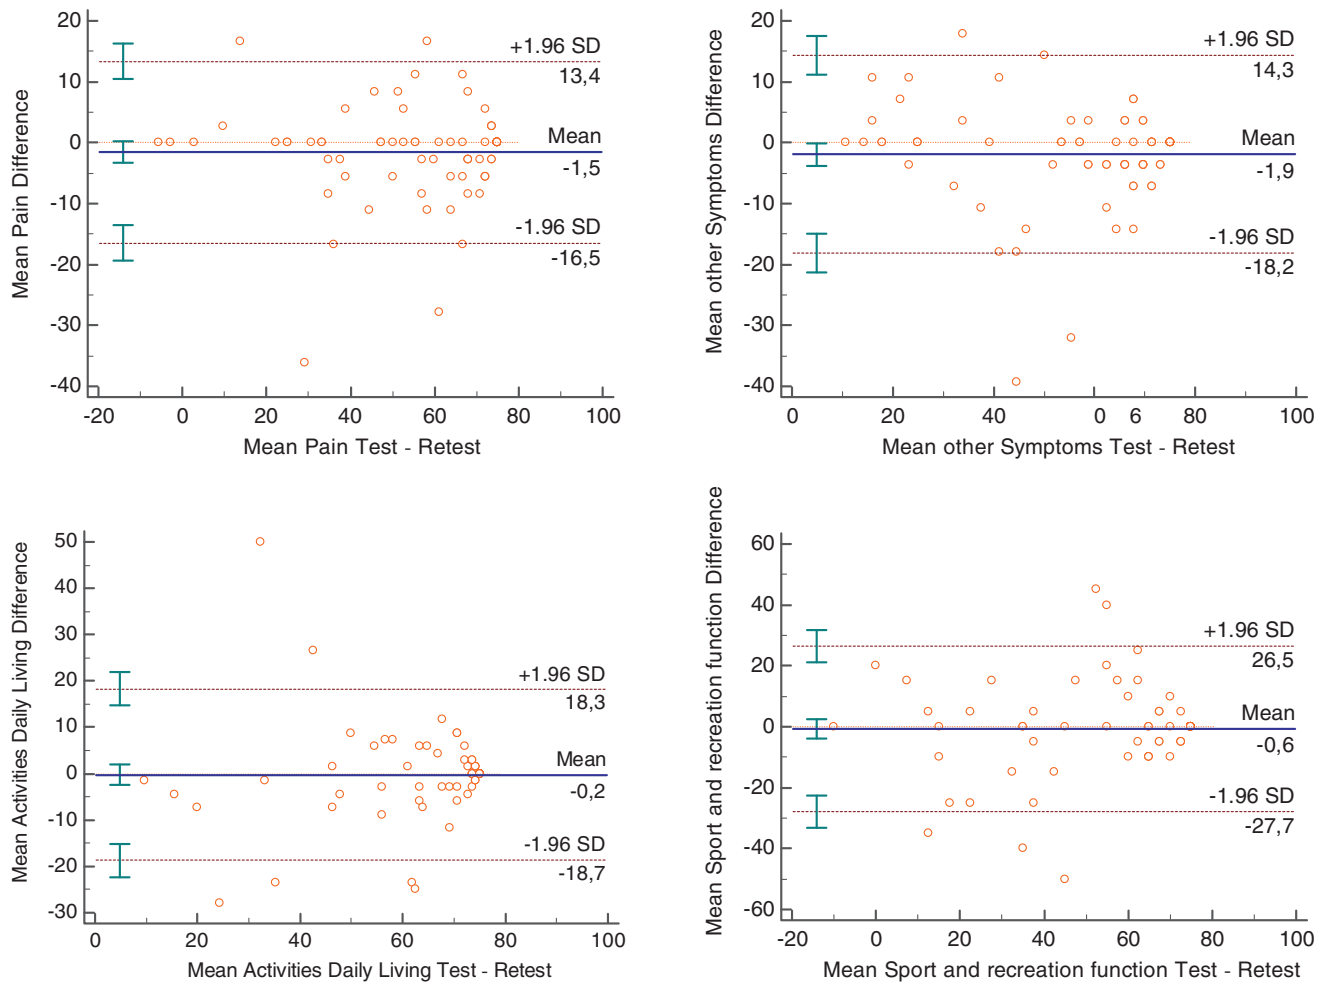 Mean Pain Difference
20
10
0
-10
-20
-30
-40
+1.96 SD
13,4
Mean
-1,5
-1.96 SD
-16,5
-20 0 20 40 60 80 100
Mean Pain Test - Retest
Mean other Symptoms Difference
20
10
0
-10
-20
-30
-40
+1.96 SD
14,3
Mean
-1,9
-1.96 SD
-18,2
0 20 40 0 6 80 100
Mean other Symptoms Test - Retest
Mean Activities Daily Living Difference
50
40
30
20
10
0
-10
-20
-30
+1.96 SD
18,3
Mean
-0,2
-1.96 SD
-18,7
0 20 40 60 80 100
Mean Activities Daily Living Test - Retest
Mean Sport and recreation function Difference
60
40
20
0
-20
-40
-60
+1.96 SD
26,5
Mean
-0,6
-1.96 SD
-27,7
-20 0 20 40 60 80 100
Mean Sport and recreation function Test - Retest